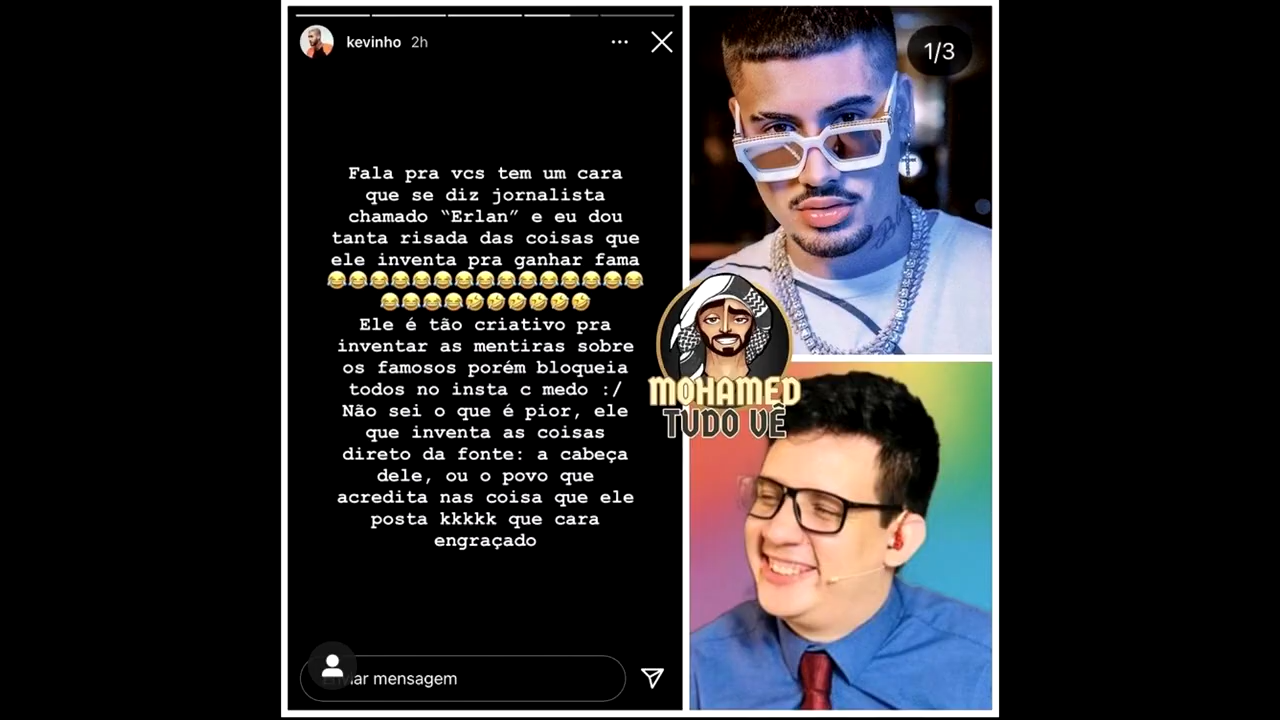 kevinho 2h
1/3
Fala pra vcs tem um cara
que se diz jornalista
chamado “Erlan” e eu dou
tanta risada das coisas que
ele inventa pra ganhar fama
😂😂😂😂😂😂😂😂😂😂😂😂😂😂😂
😂😂😂😂🤣🤣🤣🤣🤣🤣
Ele é tão criativo pra
inventar as mentiras sobre
os famosos porém bloqueia
todos no insta c medo :/
Não sei o que é pior, ele
que inventa as coisas
direto da fonte: a cabeça
dele, ou o povo que
acredita nas coisa que ele
posta kkkkk que cara
engraçado
MOHAMED
TUDO VÊ
mensagem